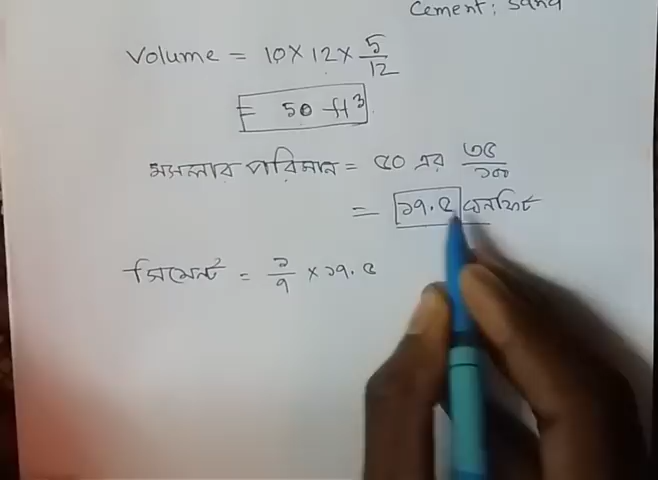 Cement : Sand
Volume = 10 × 12 × 5/12
= 50 ft³
মসলার পরিমান = ৫০ এর ৩৫/১০০
= ১৭.৫ ঘনফিট
সিমেন্ট = ১/৭ × ১৭.৫